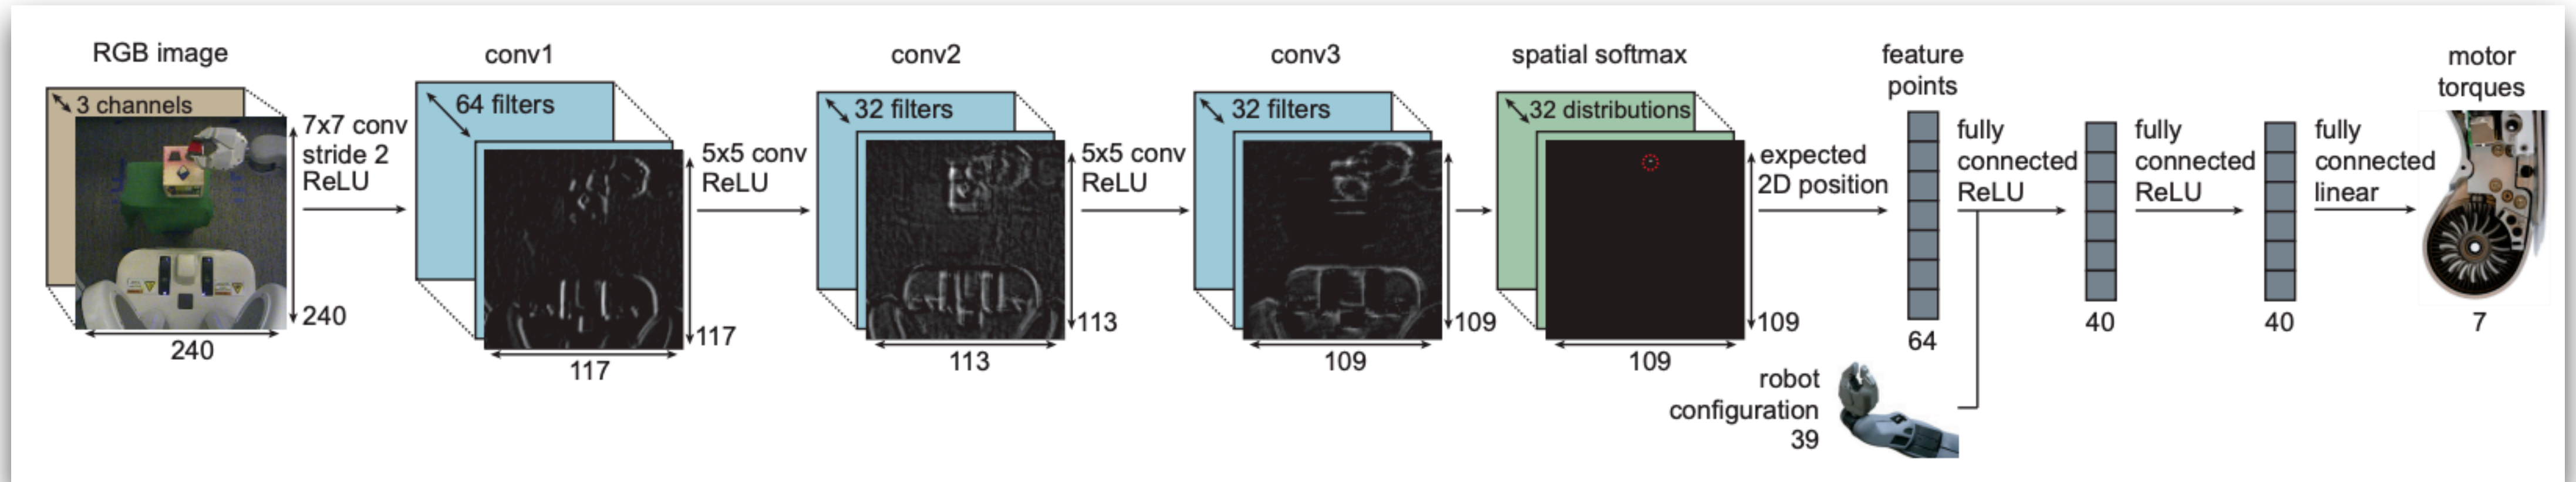 RGB image
3 channels
240
240
7x7 conv
stride 2
ReLU
conv1
64 filters
117
117
5x5 conv
ReLU
conv2
32 filters
113
113
5x5 conv
ReLU
conv3
32 filters
109
109
spatial softmax
32 distributions
109
109
expected
2D position
feature
points
64
robot
configuration
39
fully
connected
ReLU
40
fully
connected
ReLU
40
fully
connected
linear
motor
torques
7